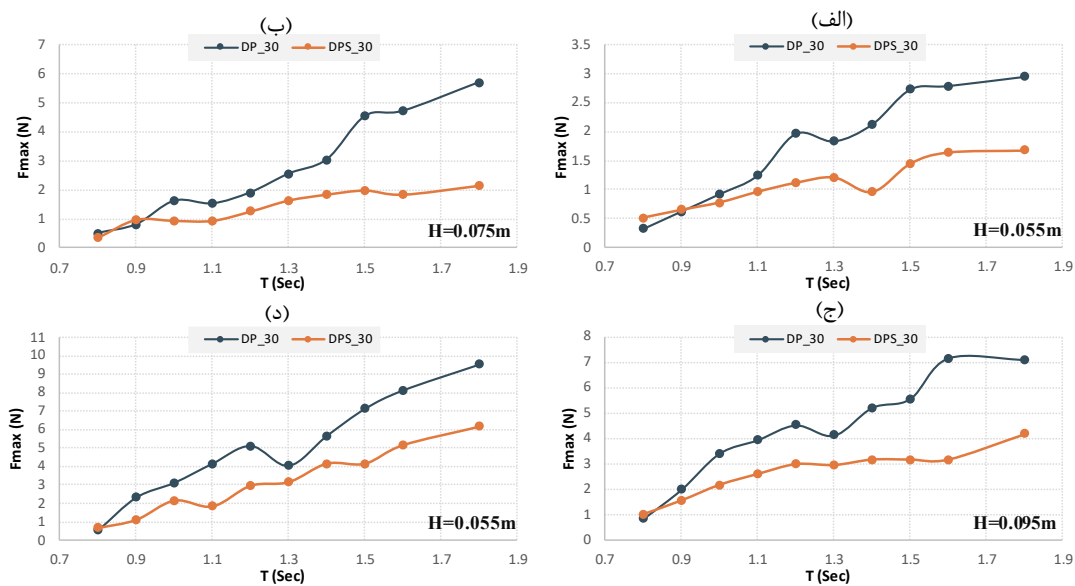 (الف)
DP_30 DPS_30
Fmax (N)
3.5
3
2.5
2
1.5
1
0.5
0
H=0.055m
0.7 0.9 1.1 1.3 1.5 1.7 1.9
T (Sec)
(ب)
DP_30 DPS_30
Fmax (N)
7
6
5
4
3
2
1
0
H=0.075m
0.7 0.9 1.1 1.3 1.5 1.7 1.9
T (Sec)
(ج)
DP_30 DPS_30
Fmax (N)
8
7
6
5
4
3
2
1
0
H=0.095m
0.7 0.9 1.1 1.3 1.5 1.7 1.9
T (Sec)
(د)
DP_30 DPS_30
Fmax (N)
11
10
9
8
7
6
5
4
3
2
1
0
H=0.055m
0.7 0.9 1.1 1.3 1.5 1.7 1.9
T (Sec)